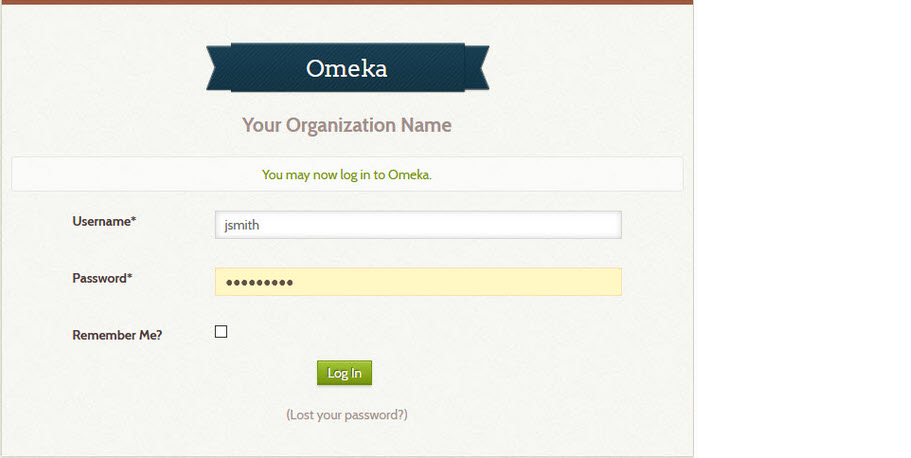 Omeka
Your Organization Name
You may now log in to Omeka.
Username*
jsmith
Password*
●●●●●●●●●
Remember Me?
Log In
(Lost your password?)